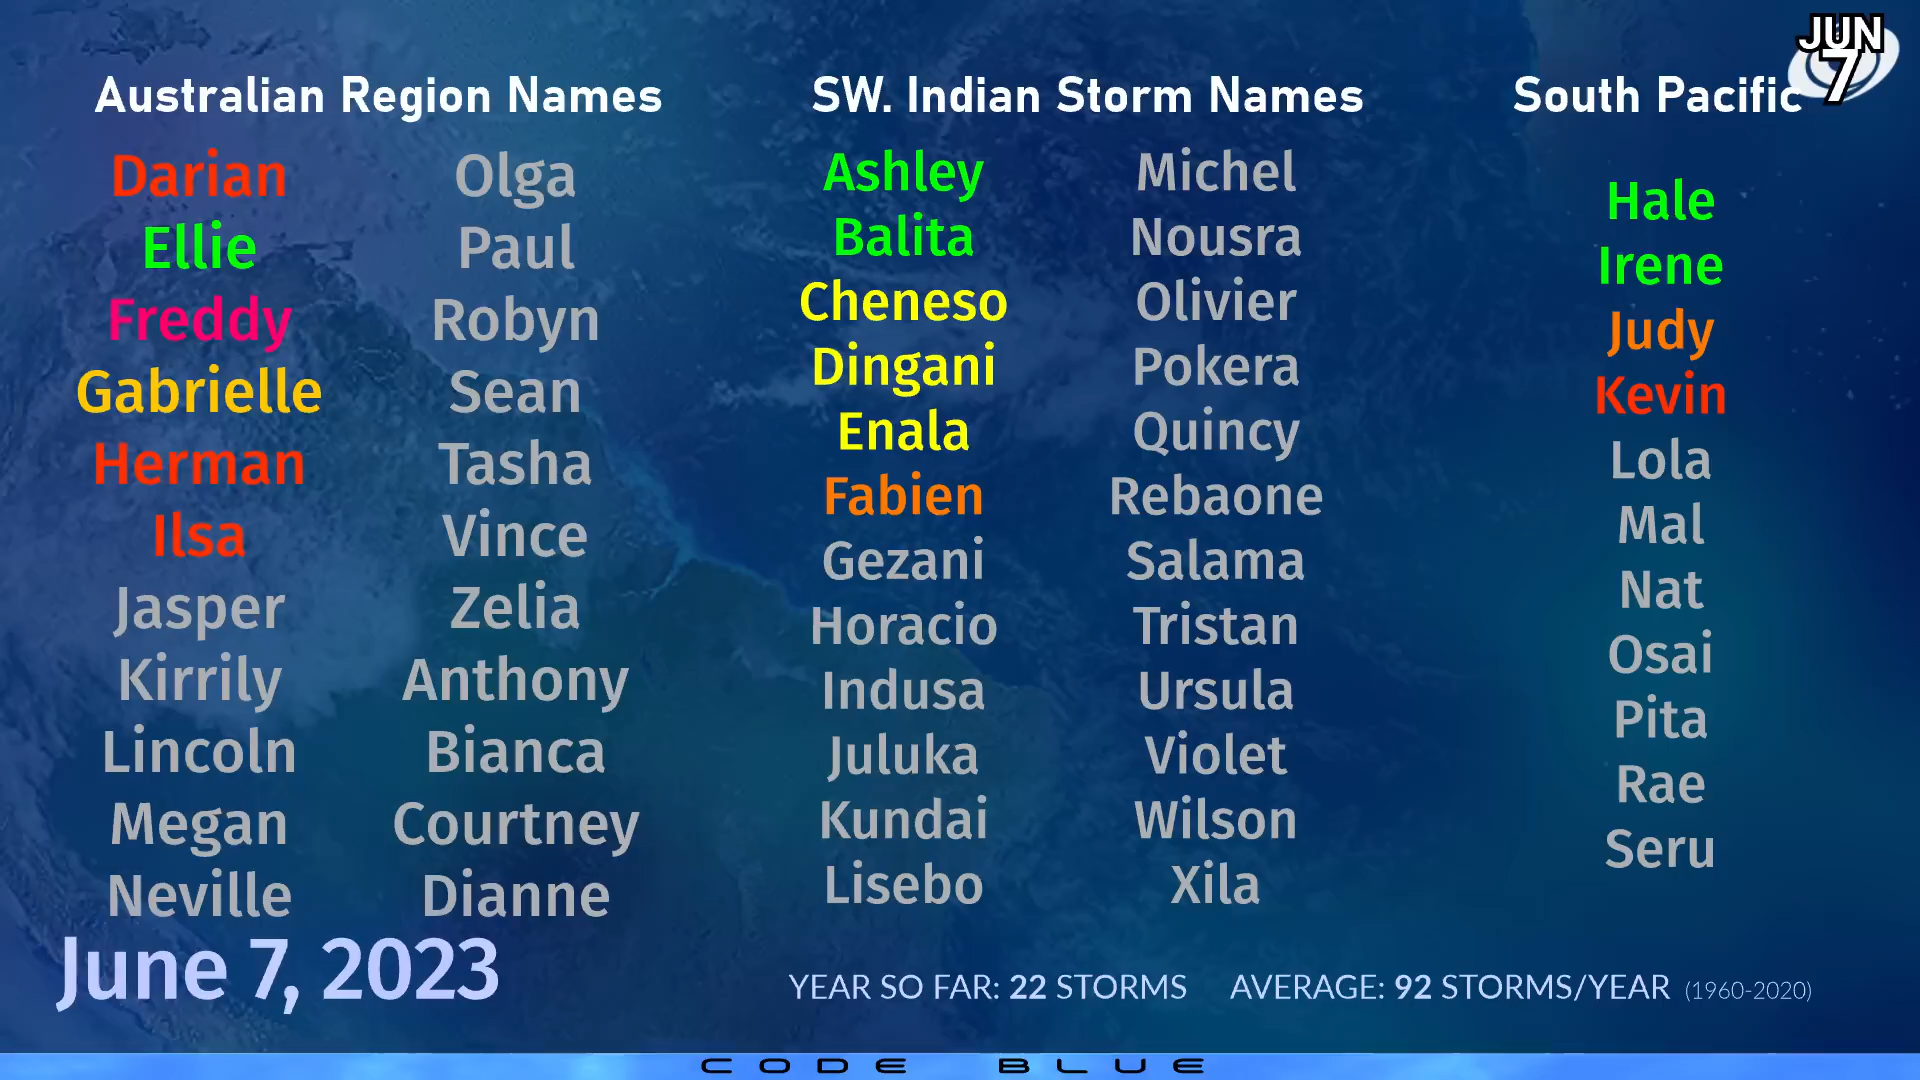 JUN
7
Australian Region Names
Darian
Ellie
Freddy
Gabrielle
Herman
Ilsa
Jasper
Kirrily
Lincoln
Megan
Neville
Olga
Paul
Robyn
Sean
Tasha
Vince
Zelia
Anthony
Bianca
Courtney
Dianne
SW. Indian Storm Names
Ashley
Balita
Cheneso
Dingani
Enala
Fabien
Gezani
Horacio
Indusa
Juluka
Kundai
Lisebo
Michel
Nousra
Olivier
Pokera
Quincy
Rebaone
Salama
Tristan
Ursula
Violet
Wilson
Xila
South Pacific
Hale
Irene
Judy
Kevin
Lola
Mal
Nat
Osai
Pita
Rae
Seru
June 7, 2023
YEAR SO FAR: 22 STORMS AVERAGE: 92 STORMS/YEAR (1960-2020)
CODE BLUE